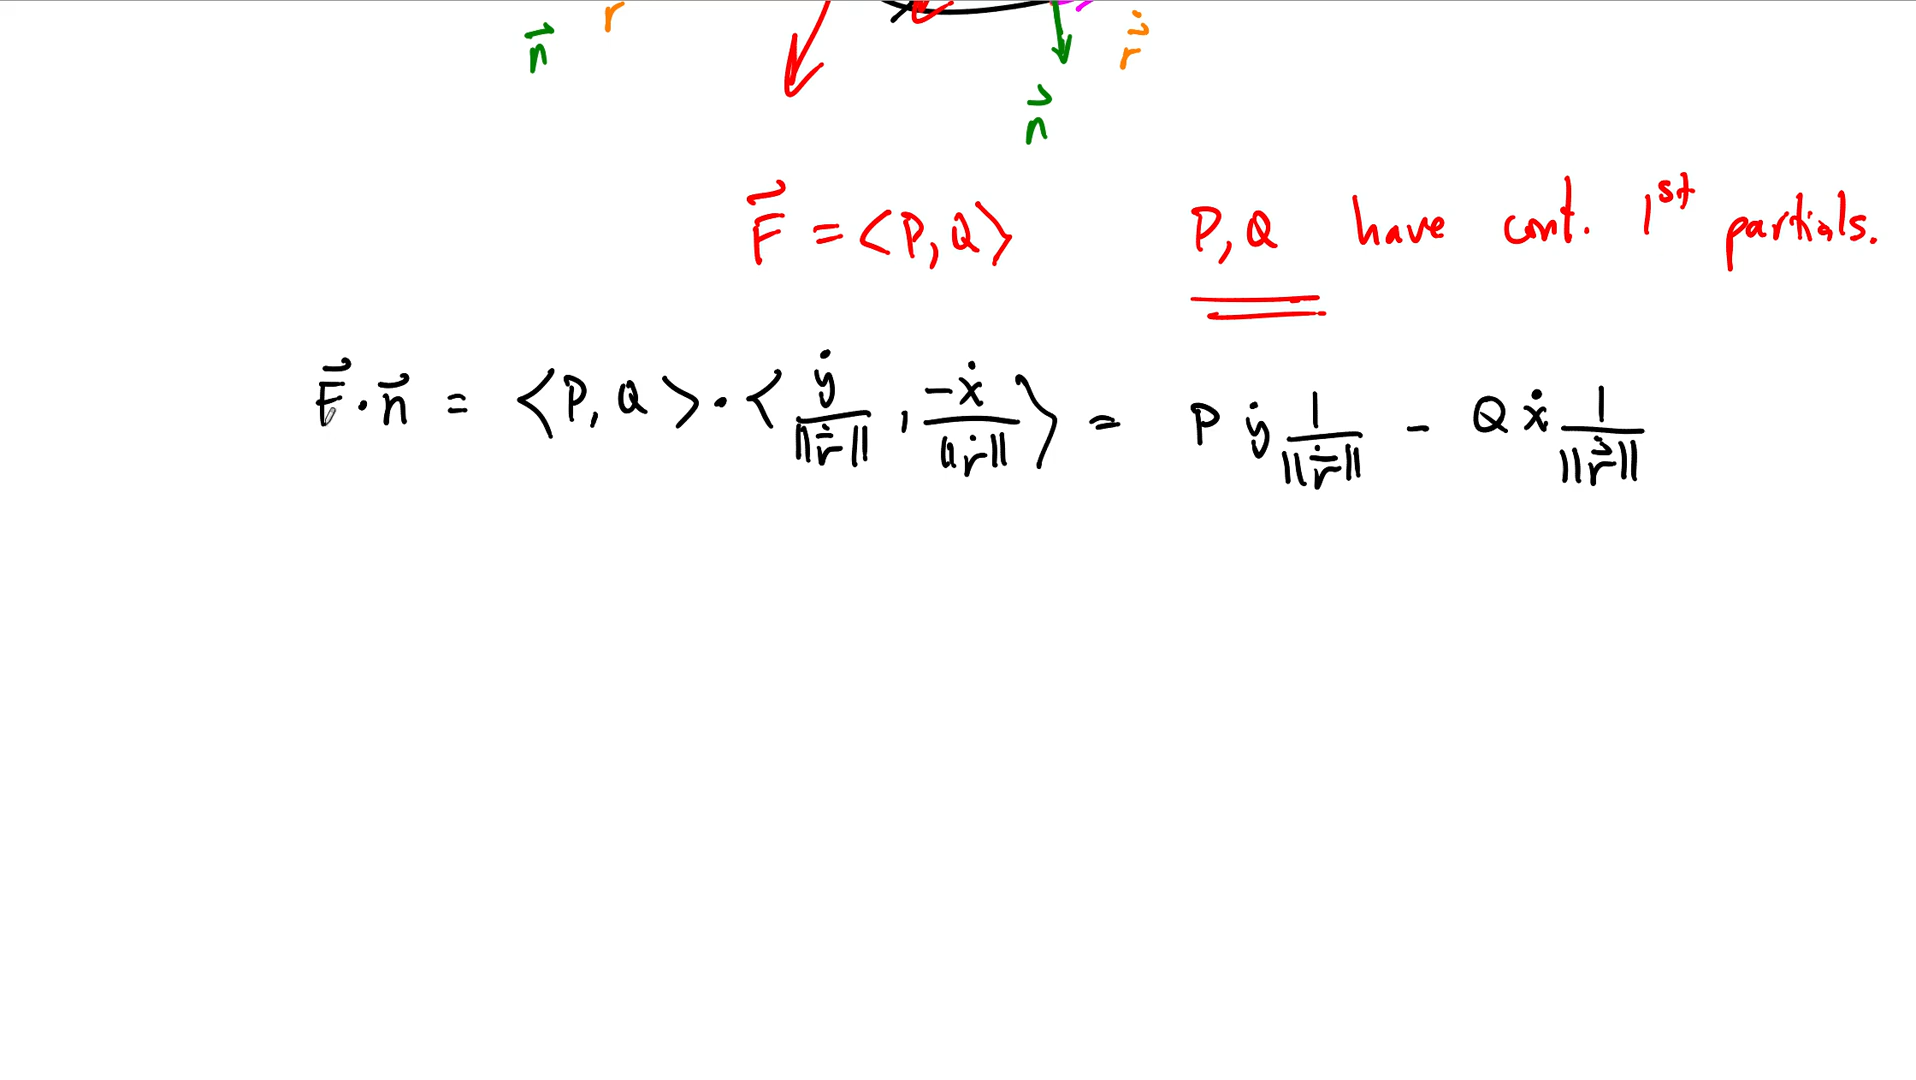 r⃗
n⃗ ṙ⃗
n⃗
F⃗ = ⟨P, Q⟩ P, Q have cont. 1ˢᵗ partials.
F⃗ · n⃗ = ⟨P, Q⟩ · ⟨ẏ/‖ṙ⃗‖, −ẋ/‖ṙ‖⟩ = P ẏ 1/‖ṙ⃗‖ − Q ẋ 1/‖ṙ⃗‖